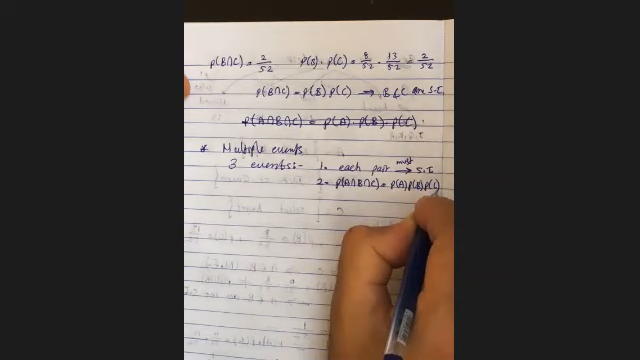 P(B∩C) = 2/52 P(B) · P(C) = 8/52 · 13/52 = 2/52
P(B∩C) = P(B) P(C) → B & C are S.I
P(A∩B∩C) = P(A) · P(B) · P(C)
* Multiple events
3 events: 1- each pair must → S.I
2- P(A∩B∩C) = P(A)P(B)P(C)